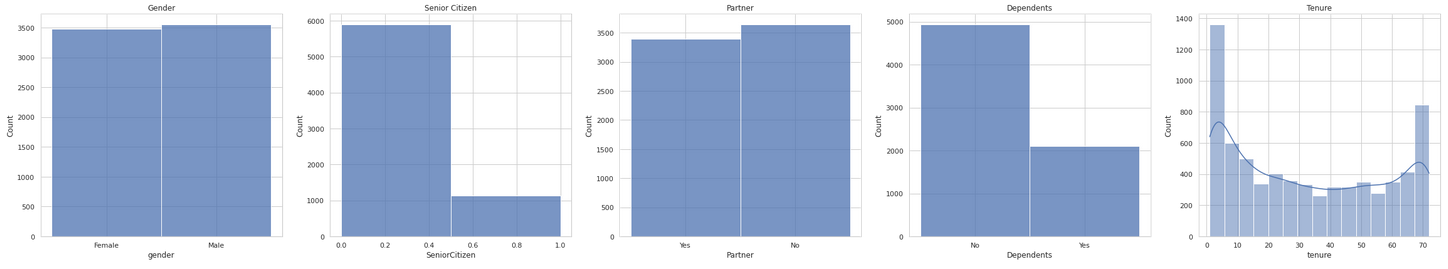 Gender
Count
3500
3000
2500
2000
1500
1000
500
0
Female Male
gender
Senior Citizen
Count
6000
5000
4000
3000
2000
1000
0
0.0 0.2 0.4 0.6 0.8 1.0
SeniorCitizen
Partner
Count
3500
3000
2500
2000
1500
1000
500
0
Yes No
Partner
Dependents
Count
5000
4000
3000
2000
1000
0
No Yes
Dependents
Tenure
Count
1400
1200
1000
800
600
400
200
0
0 10 20 30 40 50 60 70
tenure